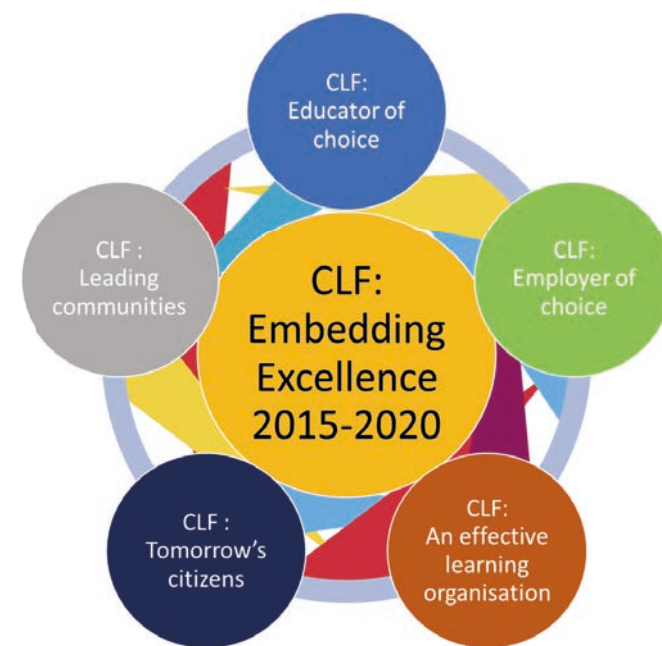 CLF:
Educator of
choice
CLF :
Leading
communities
CLF:
Employer of
choice
CLF:
Embedding
Excellence
2015-2020
CLF :
Tomorrow's
citizens
CLF:
An effective
learning
organisation